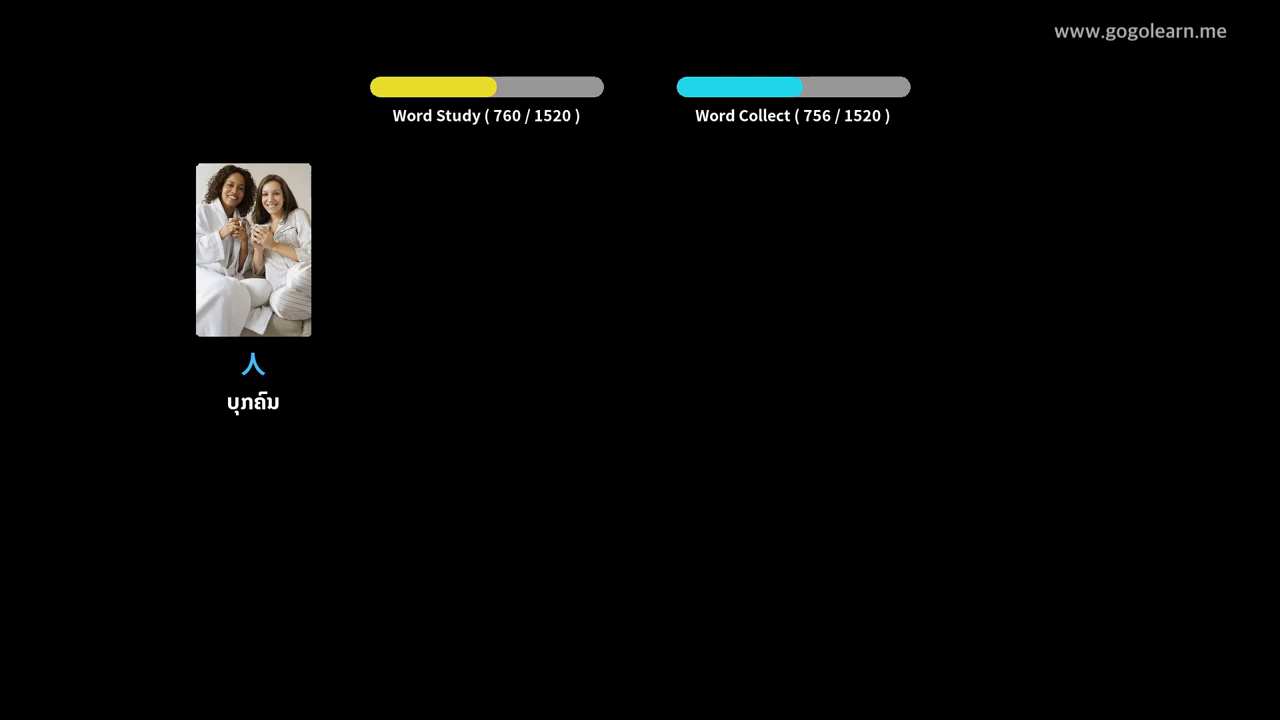 www.gogolearn.me
Word Study ( 760 / 1520 )
Word Collect ( 756 / 1520 )
人
ບຸກຄົນ